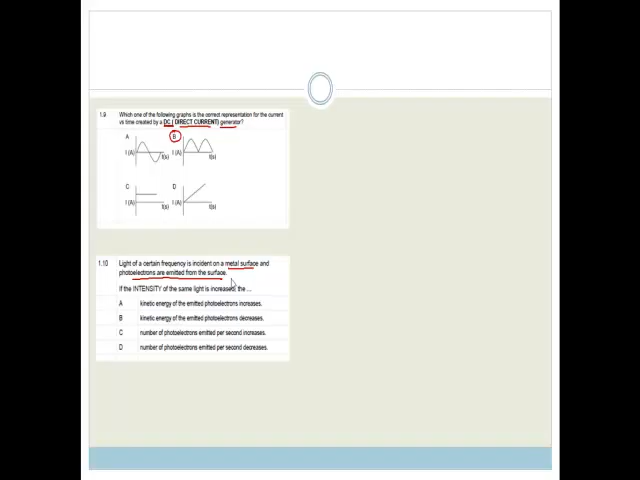 1.9 Which one of the following graphs is the correct representation for the current
vs time created by a DC ( DIRECT CURRENT) generator?
A B
I (A) t(s) I (A) t(s)
C D
I (A) t(s) I (A) t(s)
1.10 Light of a certain frequency is incident on a metal surface and
photoelectrons are emitted from the surface.
If the INTENSITY of the same light is increased, the ...
A kinetic energy of the emitted photoelectrons increases.
B kinetic energy of the emitted photoelectrons decreases.
C number of photoelectrons emitted per second increases.
D number of photoelectrons emitted per second decreases.